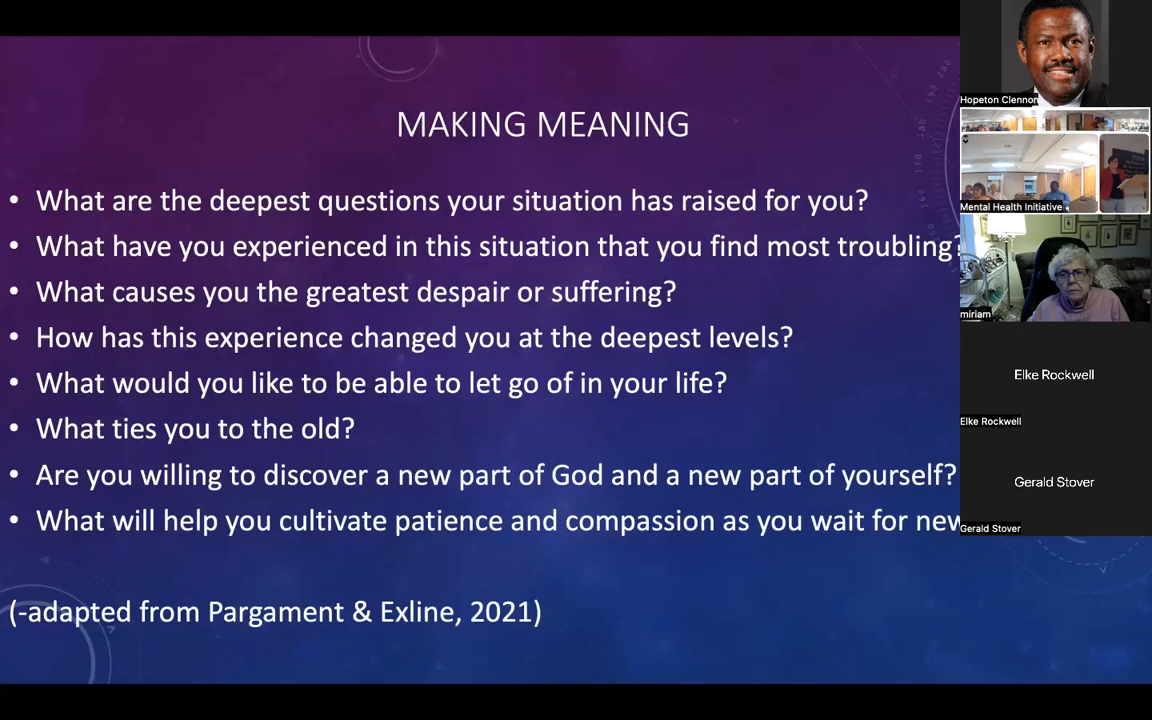 MAKING MEANING
• What are the deepest questions your situation has raised for you?
• What have you experienced in this situation that you find most troubling?
• What causes you the greatest despair or suffering?
• How has this experience changed you at the deepest levels?
• What would you like to be able to let go of in your life?
• What ties you to the old?
• Are you willing to discover a new part of God and a new part of yourself?
• What will help you cultivate patience and compassion as you wait for new
(-adapted from Pargament & Exline, 2021)
Hopeton Clennon
Mental Health Initiative
miriam
Elke Rockwell
Elke Rockwell
Gerald Stover
Gerald Stover